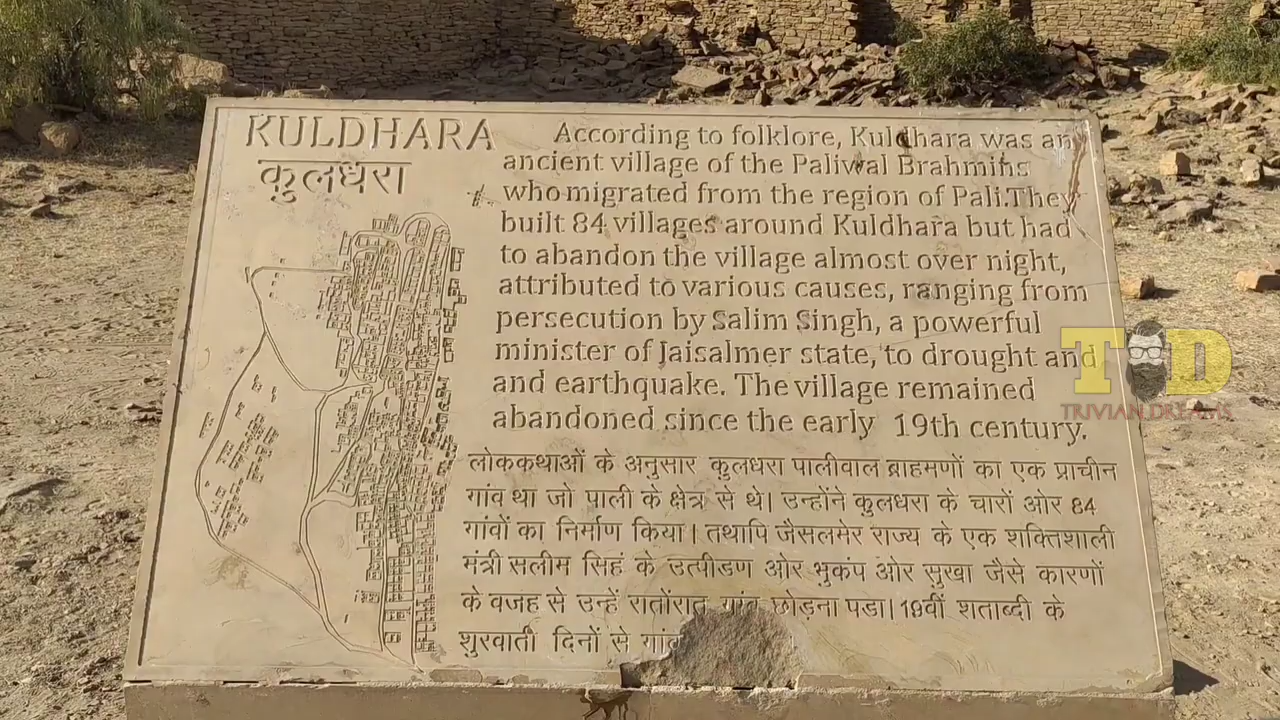 KULDHARA
कुलधरा
According to folklore, Kuldhara was an
ancient village of the Paliwal Brahmins
who migrated from the region of Pali.They
built 84 villages around Kuldhara but had
to abandon the village almost over night,
attributed to various causes, ranging from
persecution by Salim Singh, a powerful
minister of Jaisalmer state, to drought and
and earthquake. The village remained
abandoned since the early 19th century.
लोककथाओं के अनुसार कुलधरा पालीवाल ब्राहमणों का एक प्राचीन
गांव था जो पाली के क्षेत्र से थे। उन्होंने कुलधरा के चारों ओर 84
गांवों का निर्माण किया। तथापि जैसलमेर राज्य के एक शक्तिशाली
मंत्री सलीम सिहं के उत्पीडण ओर भुकंप ओर सुखा जैसे कारणों
के वजह से उन्हें रातोंरात गांव छोड़ना पडा। 19वीं शताब्दी के
शुरवाती दिनों से
T D
TRIVIAN.DREAMS